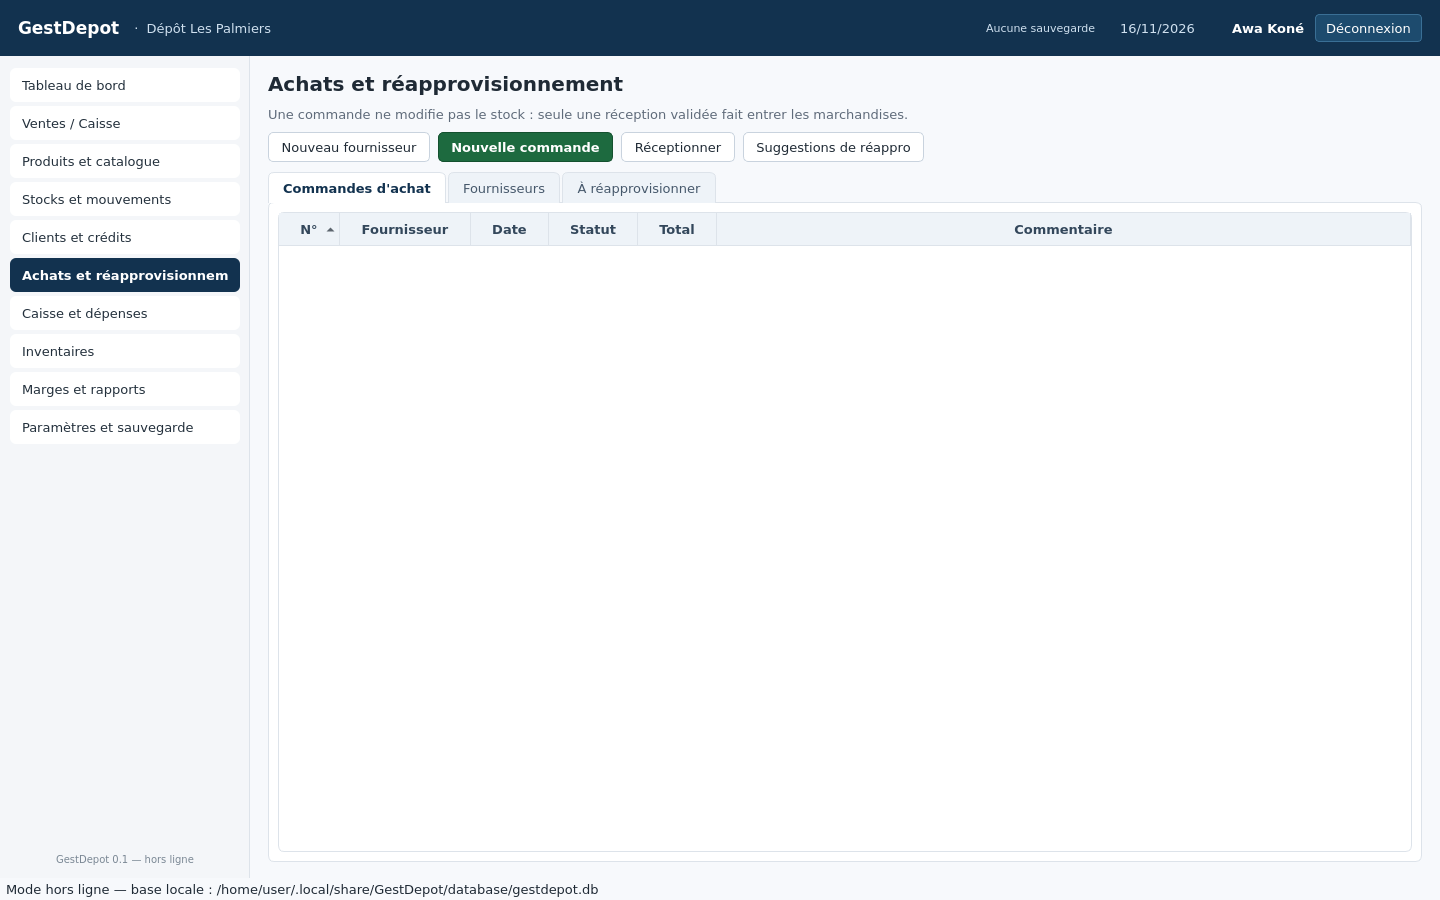 GestDepot · Dépôt Les Palmiers Aucune sauvegarde 16/11/2026 Awa Koné Déconnexion
Tableau de bord
Ventes / Caisse
Produits et catalogue
Stocks et mouvements
Clients et crédits
Achats et réapprovisionnem
Caisse et dépenses
Inventaires
Marges et rapports
Paramètres et sauvegarde
GestDepot 0.1 — hors ligne
Achats et réapprovisionnement
Une commande ne modifie pas le stock : seule une réception validée fait entrer les marchandises.
Nouveau fournisseur Nouvelle commande Réceptionner Suggestions de réappro
Commandes d'achat Fournisseurs À réapprovisionner
N° Fournisseur Date Statut Total Commentaire
Mode hors ligne — base locale : /home/user/.local/share/GestDepot/database/gestdepot.db